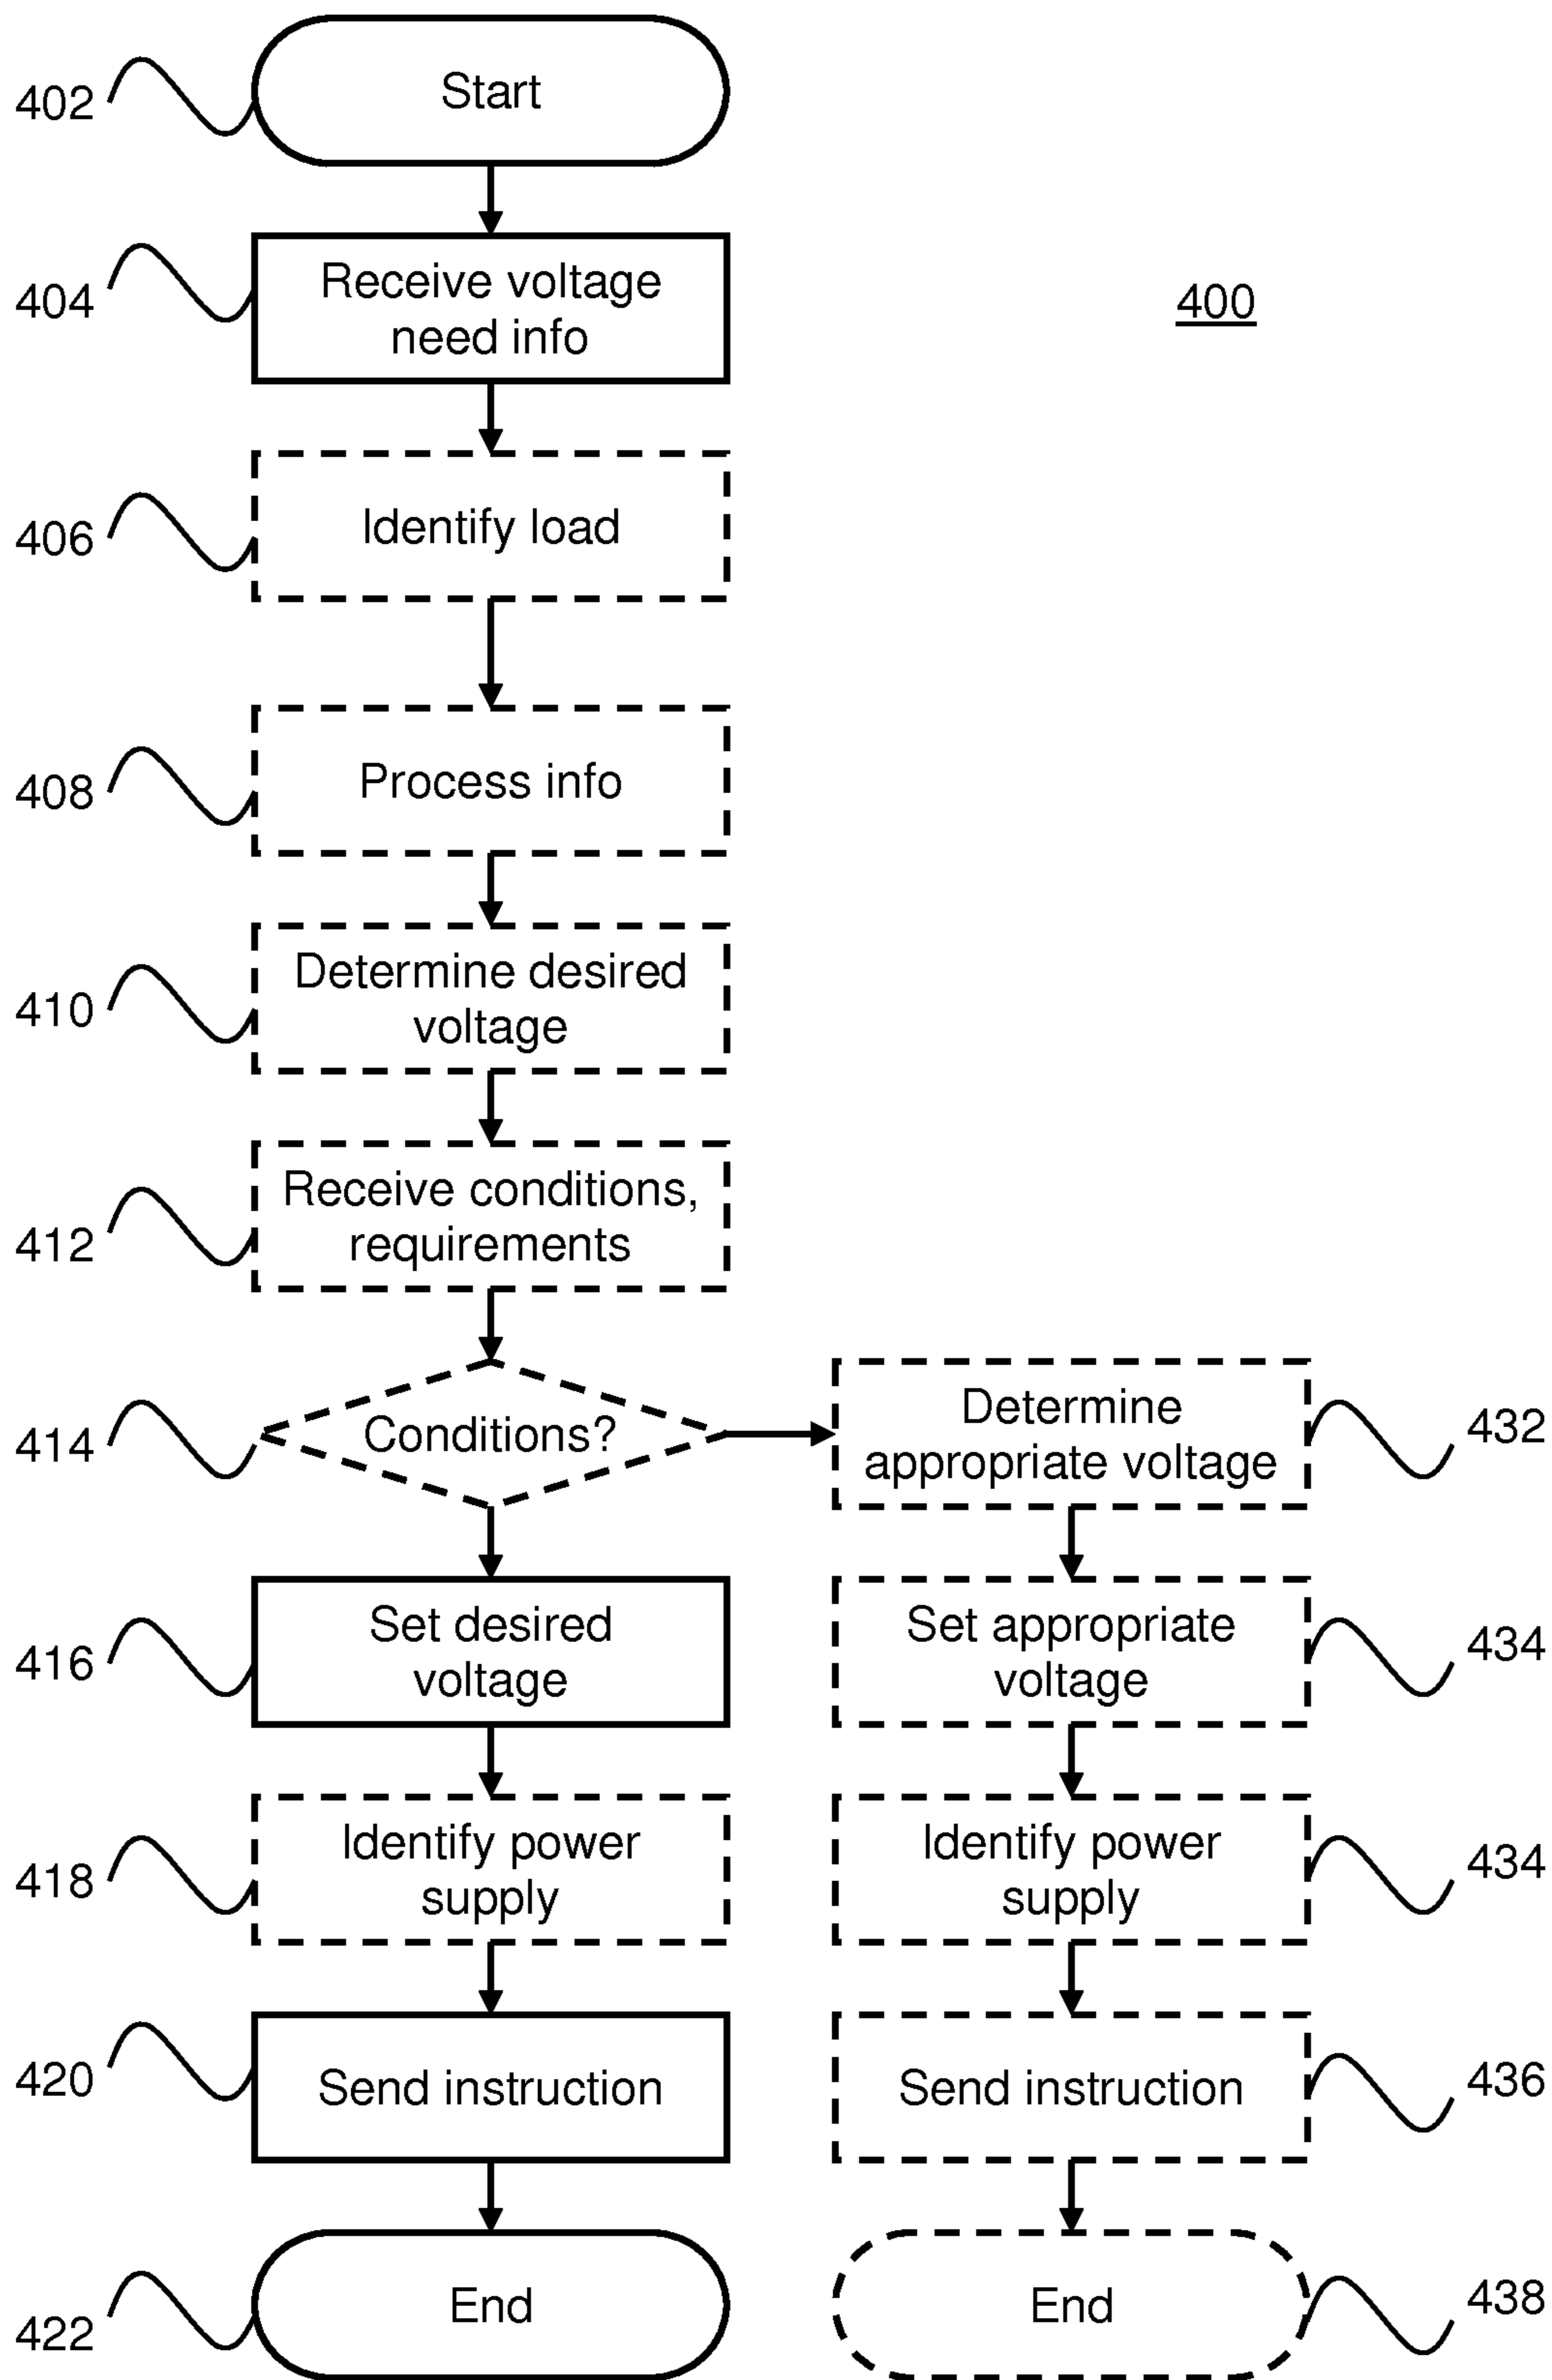 402
Start
404
Receive voltage
need info
400
406
Identify load
408
Process info
410
Determine desired
voltage
412
Receive conditions,
requirements
414
Conditions?
Determine
appropriate voltage
432
416
Set desired
voltage
Set appropriate
voltage
434
418
Identify power
supply
Identify power
supply
434
420
Send instruction
Send instruction
436
422
End
End
438